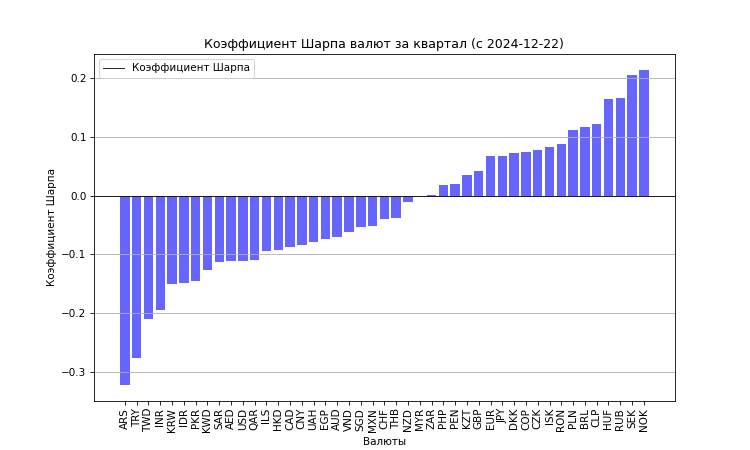 Коэффициент Шарпа валют за квартал (с 2024-12-22)
Коэффициент Шарпа
Коэффициент Шарпа
0.2
0.1
0.0
−0.1
−0.2
−0.3
ARS TRY TWD INR KRW IDR PKR KWD SAR AED USD QAR ILS HKD CAD CNY UAH EGP AUD VND SGD MXN CHF THB NZD MYR ZAR PHP PEN KZT GBP EUR JPY DKK COP CZK ISK RON PLN BRL CLP HUF RUB SEK NOK
Валюты